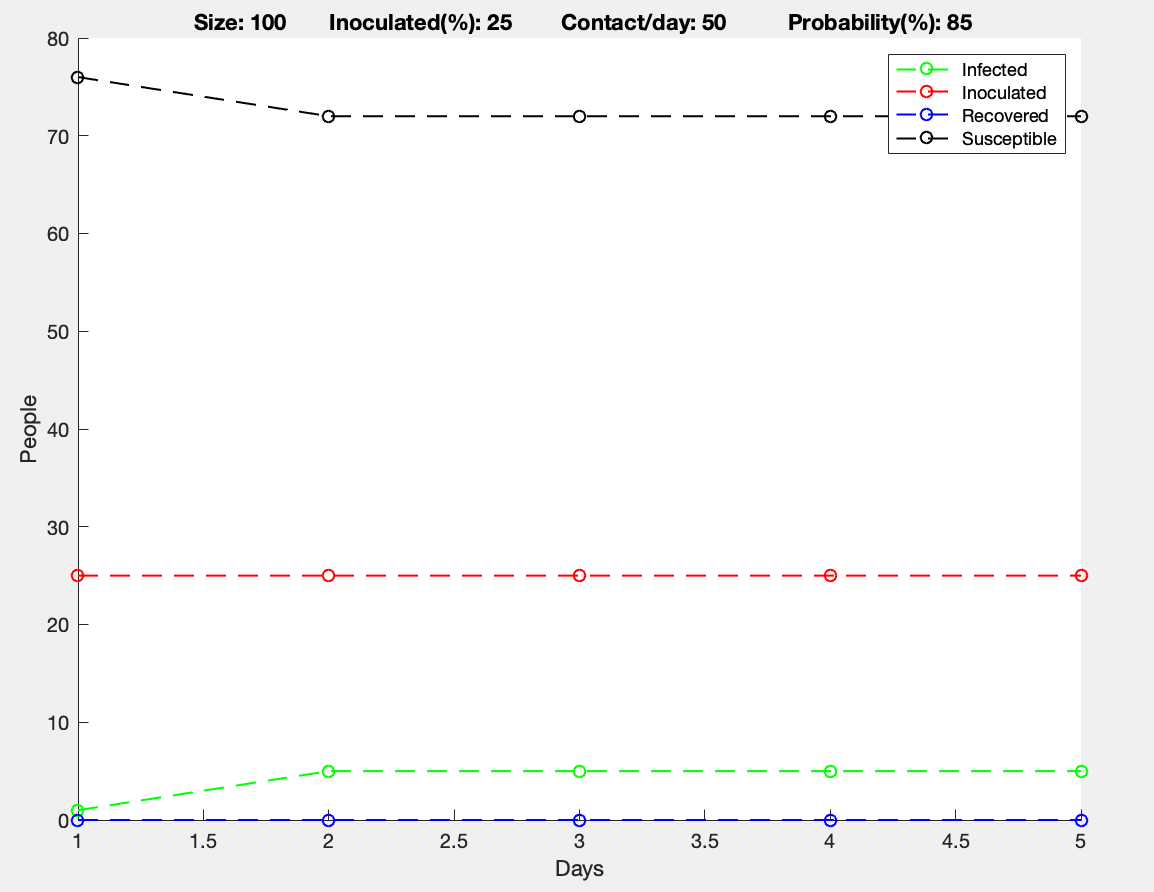 Size: 100 Inoculated(%): 25 Contact/day: 50 Probability(%): 85
80
70
60
50
40
30
20
10
0
People
Infected
Inoculated
Recovered
Susceptible
1 1.5 2 2.5 3 3.5 4 4.5 5
Days